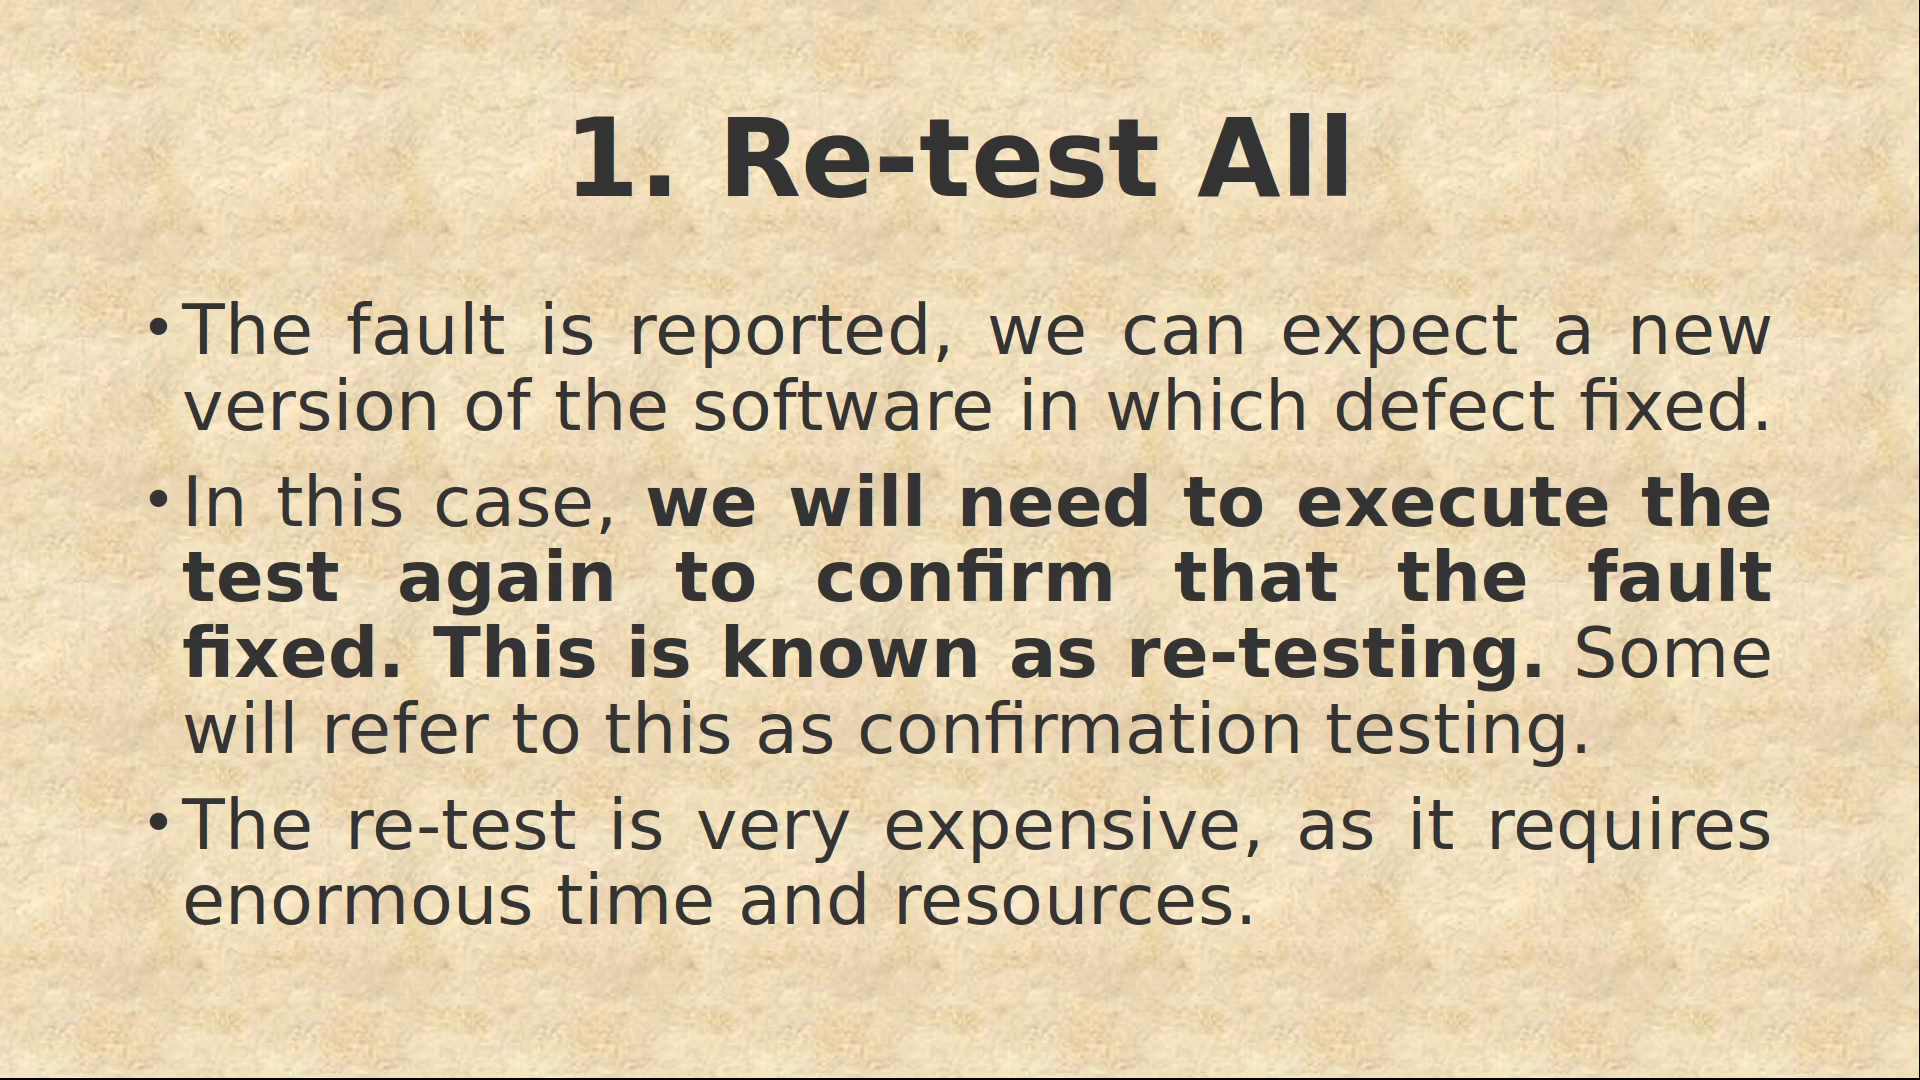 1. Re-test All
• The fault is reported, we can expect a new
version of the software in which defect fixed.
• In this case, we will need to execute the
test again to confirm that the fault
fixed. This is known as re-testing. Some
will refer to this as confirmation testing.
• The re-test is very expensive, as it requires
enormous time and resources.